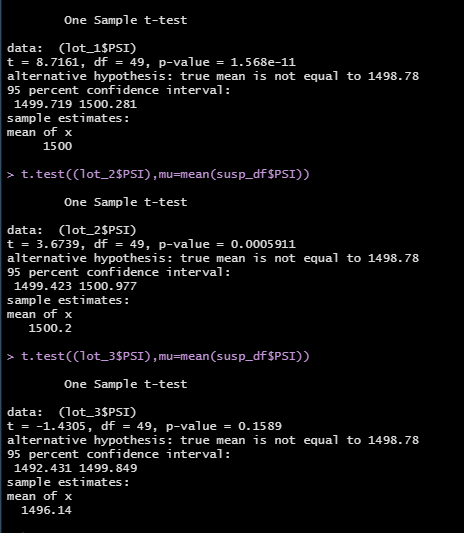 One Sample t-test
data:  (lot_1$PSI)
t = 8.7161, df = 49, p-value = 1.568e-11
alternative hypothesis: true mean is not equal to 1498.78
95 percent confidence interval:
1499.719 1500.281
sample estimates:
mean of x
1500
> t.test((lot_2$PSI),mu=mean(susp_df$PSI))
One Sample t-test
data:  (lot_2$PSI)
t = 3.6739, df = 49, p-value = 0.0005911
alternative hypothesis: true mean is not equal to 1498.78
95 percent confidence interval:
1499.423 1500.977
sample estimates:
mean of x
1500.2
> t.test((lot_3$PSI),mu=mean(susp_df$PSI))
One Sample t-test
data:  (lot_3$PSI)
t = -1.4305, df = 49, p-value = 0.1589
alternative hypothesis: true mean is not equal to 1498.78
95 percent confidence interval:
1492.431 1499.849
sample estimates:
mean of x
1496.14